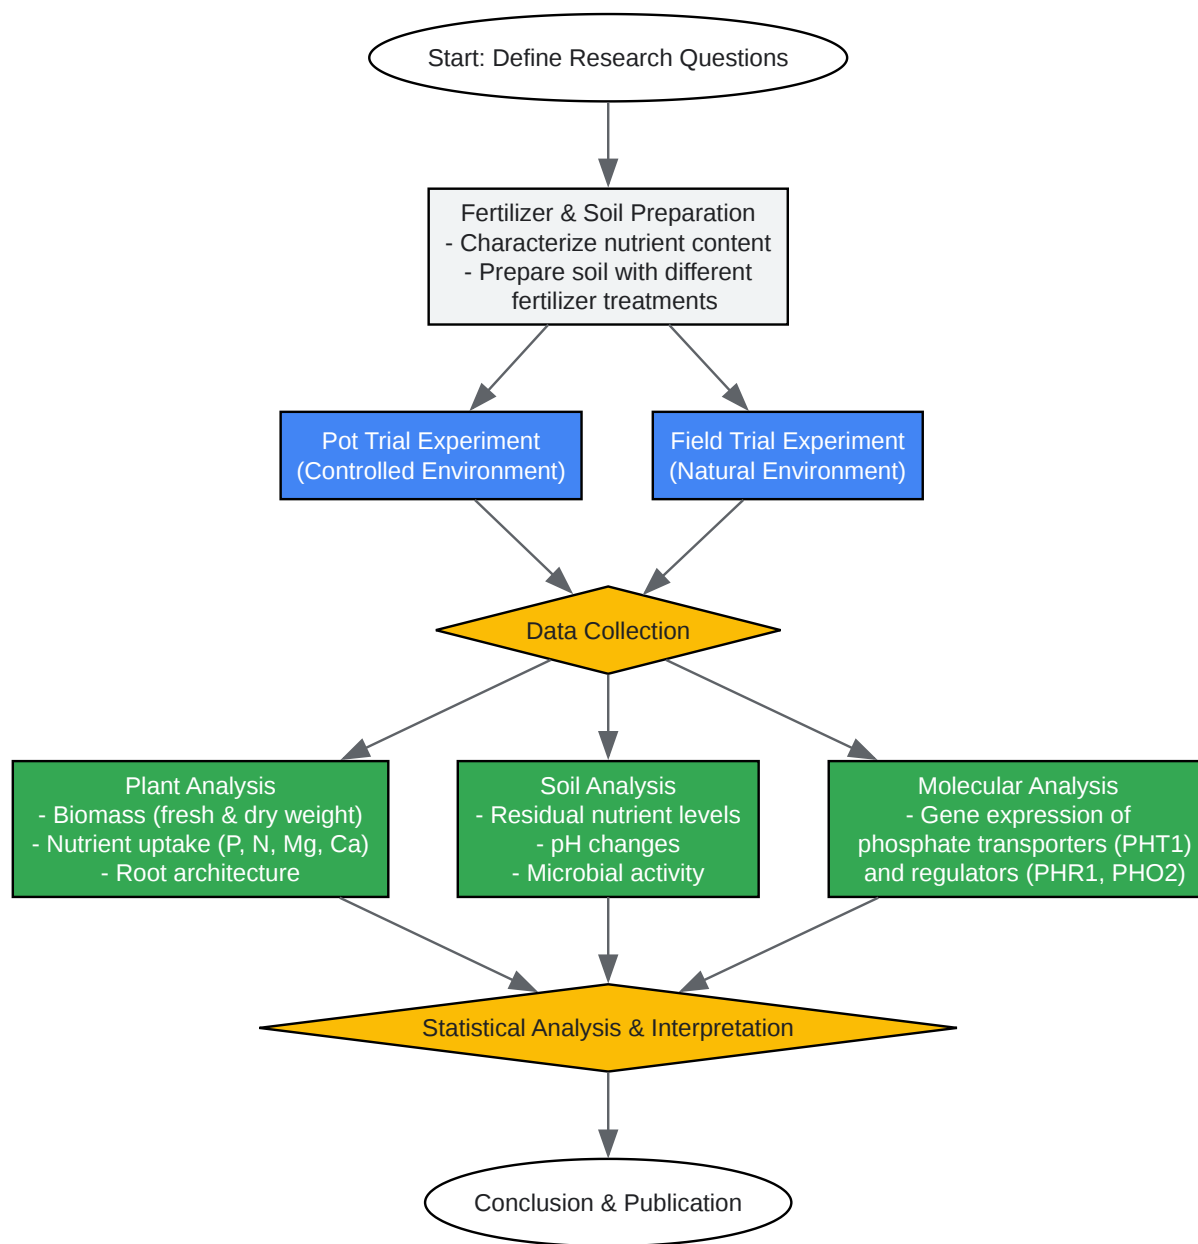 Start: Define Research Questions
Fertilizer & Soil Preparation
- Characterize nutrient content
- Prepare soil with different
fertilizer treatments
Pot Trial Experiment
(Controlled Environment)
Field Trial Experiment
(Natural Environment)
Data Collection
Plant Analysis
- Biomass (fresh & dry weight)
- Nutrient uptake (P, N, Mg, Ca)
- Root architecture
Soil Analysis
- Residual nutrient levels
- pH changes
- Microbial activity
Molecular Analysis
- Gene expression of
phosphate transporters (PHT1)
and regulators (PHR1, PHO2)
Statistical Analysis & Interpretation
Conclusion & Publication